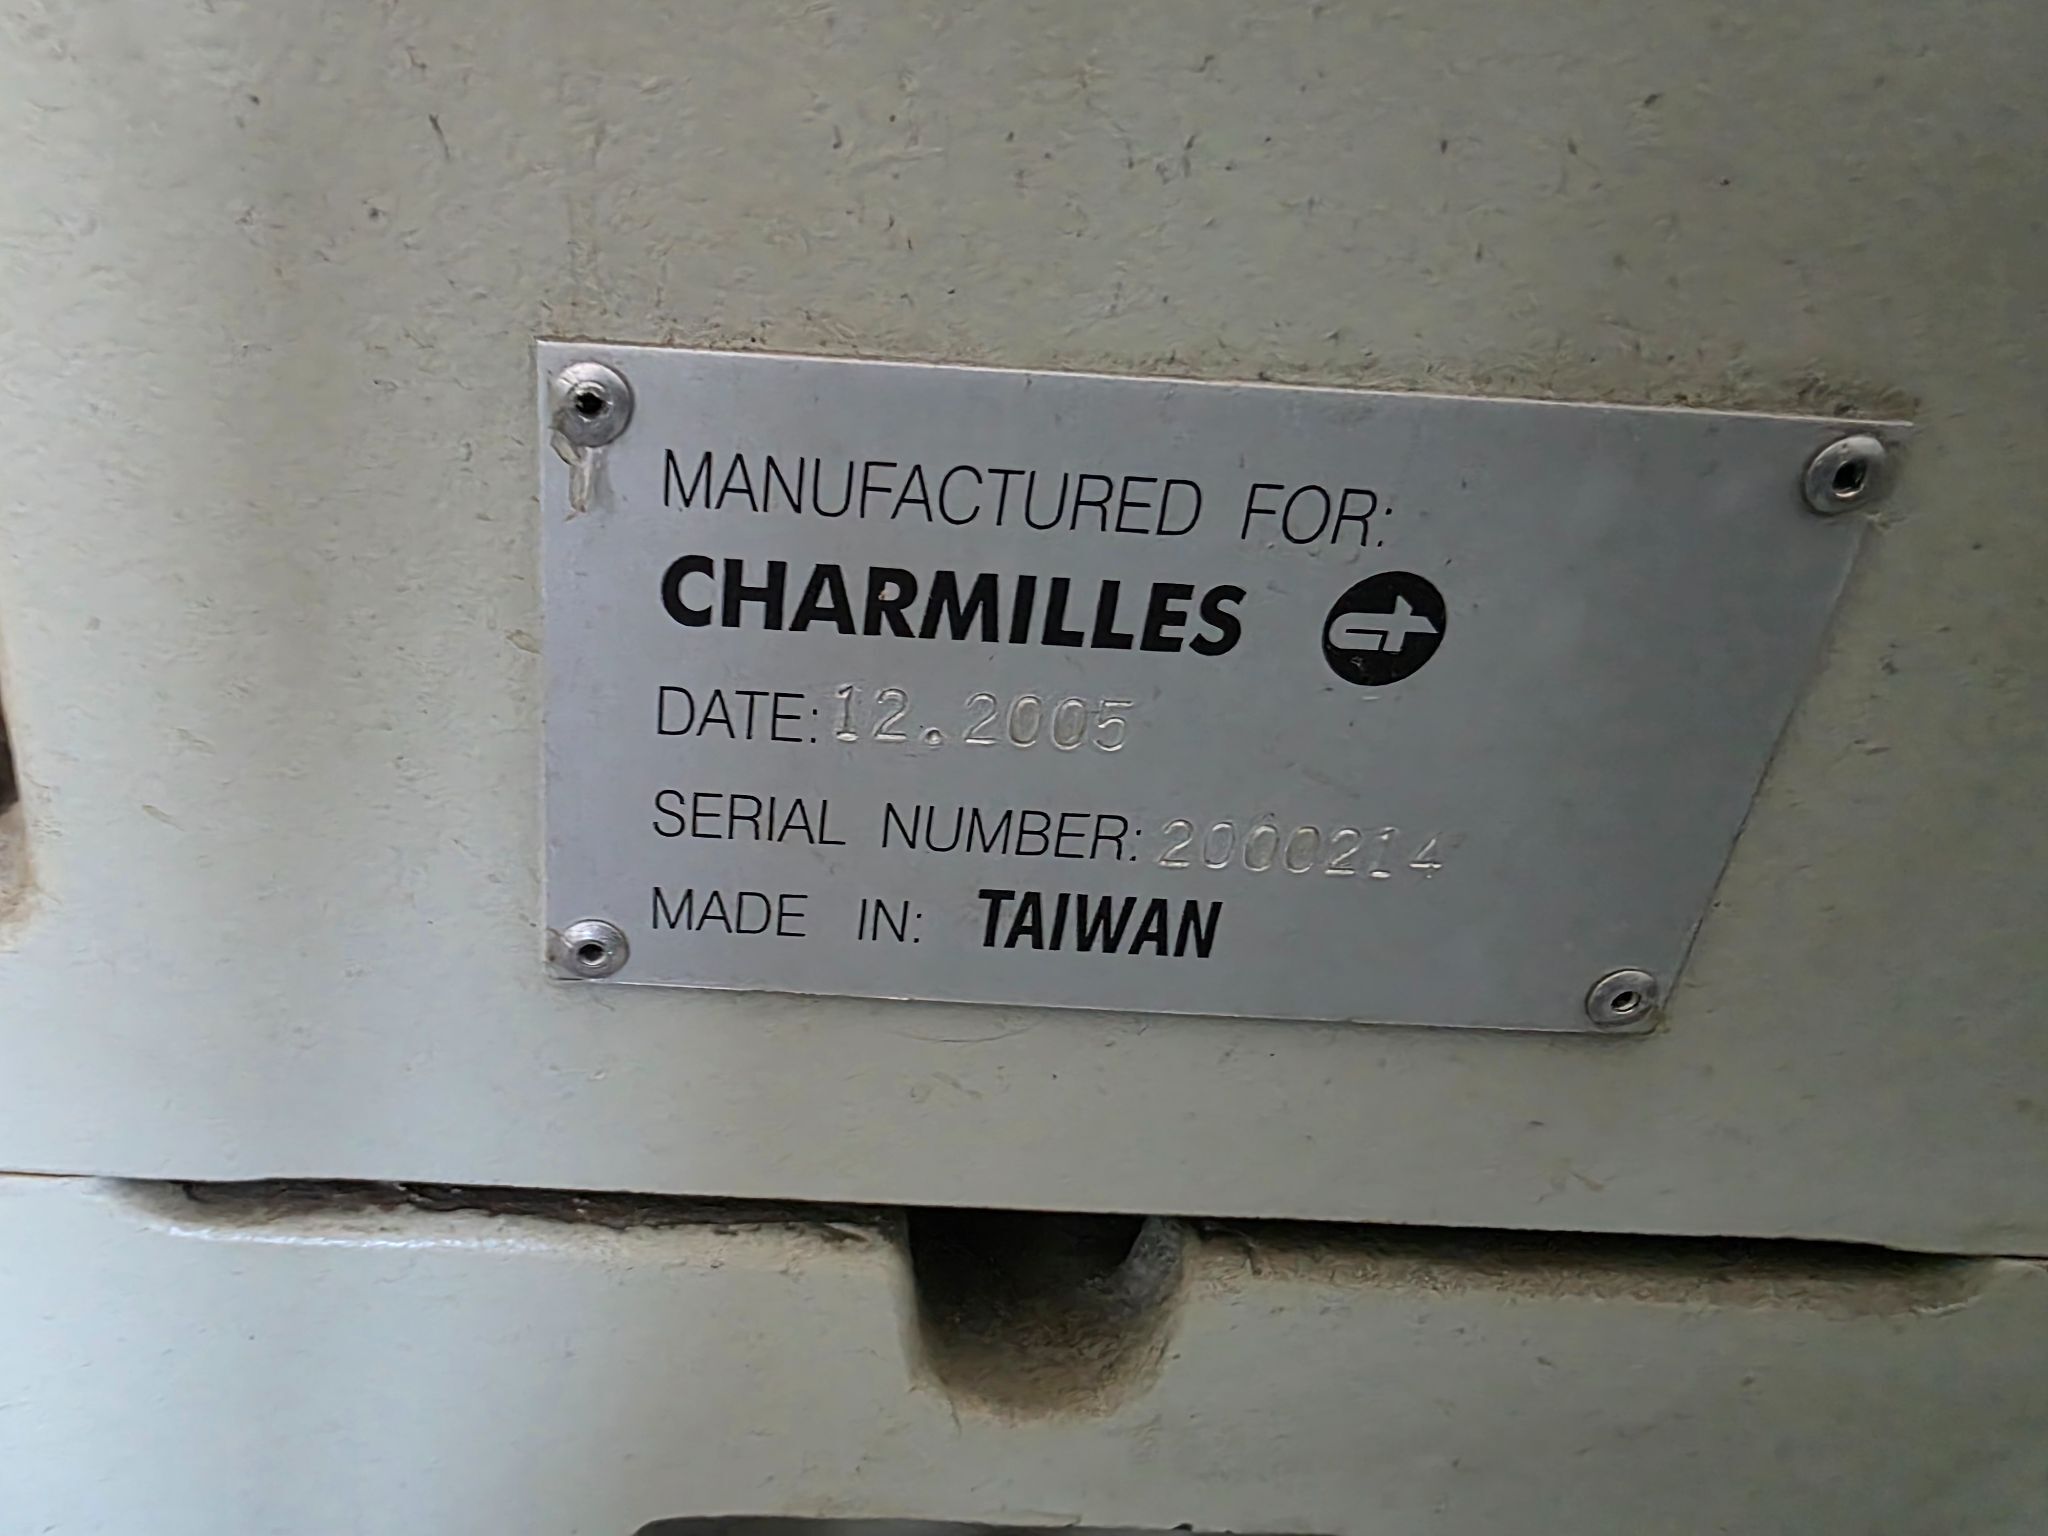 MANUFACTURED FOR:
CHARMILLES
DATE: 12.2005
SERIAL NUMBER: 2000214
MADE IN: TAIWAN